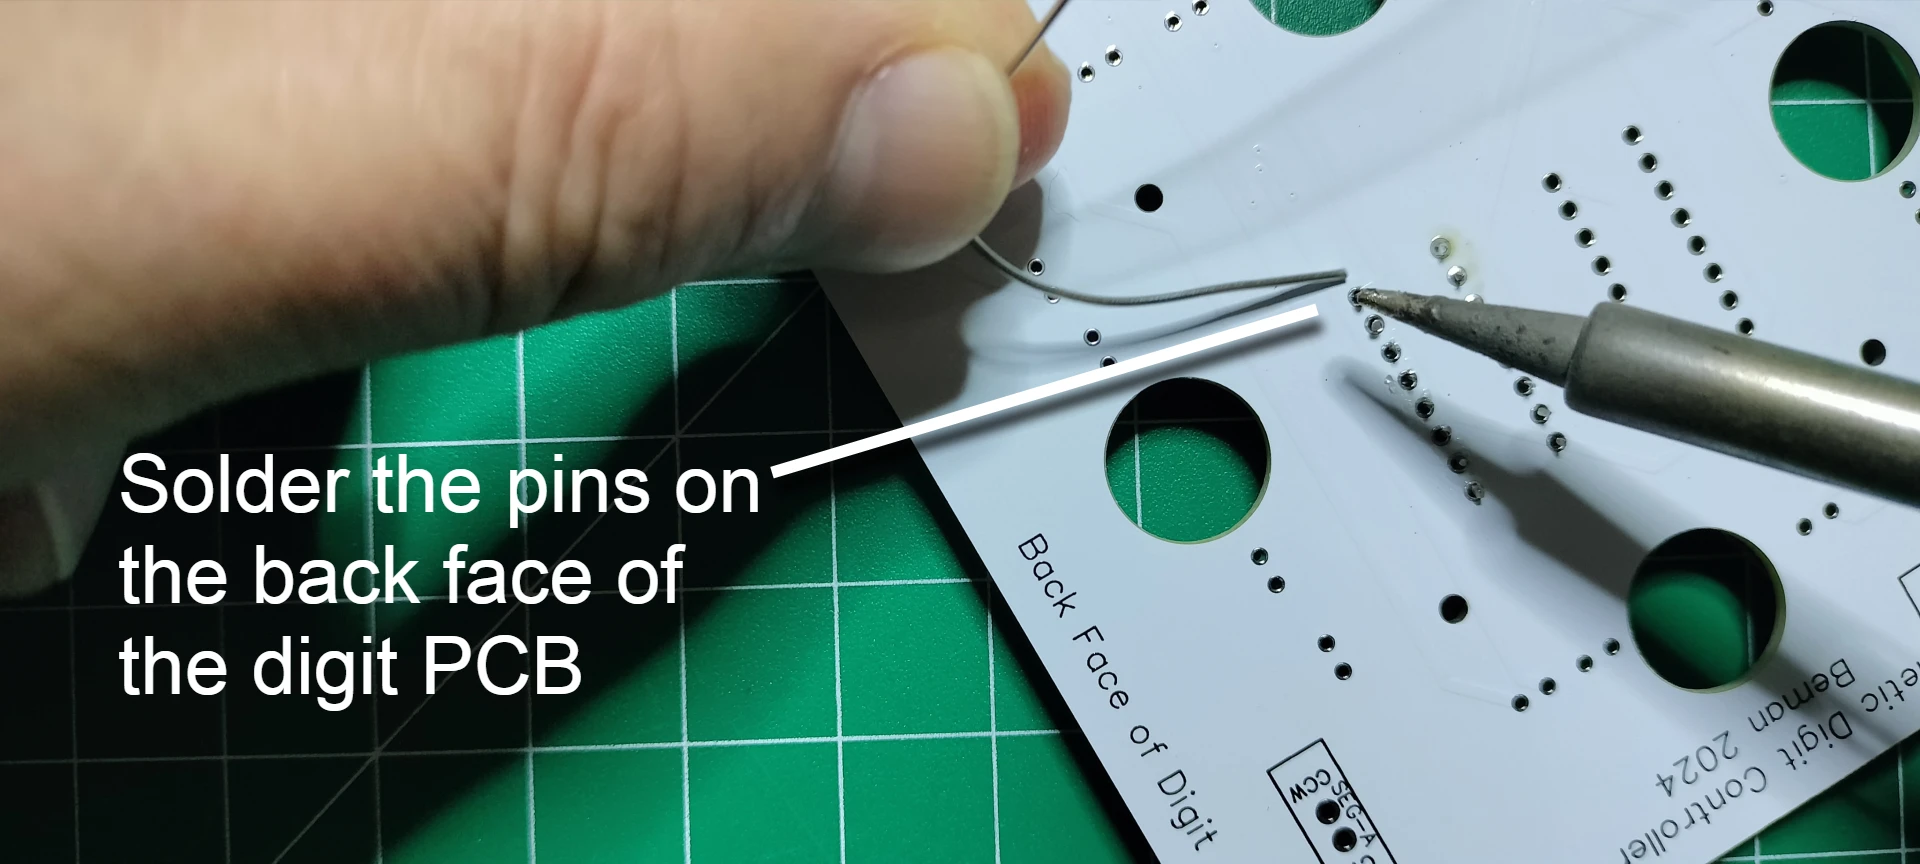 Solder the pins on
the back face of
the digit PCB
Back Face of Digit
SEG-A
CCW
etic Digit Controller
Beman 2024